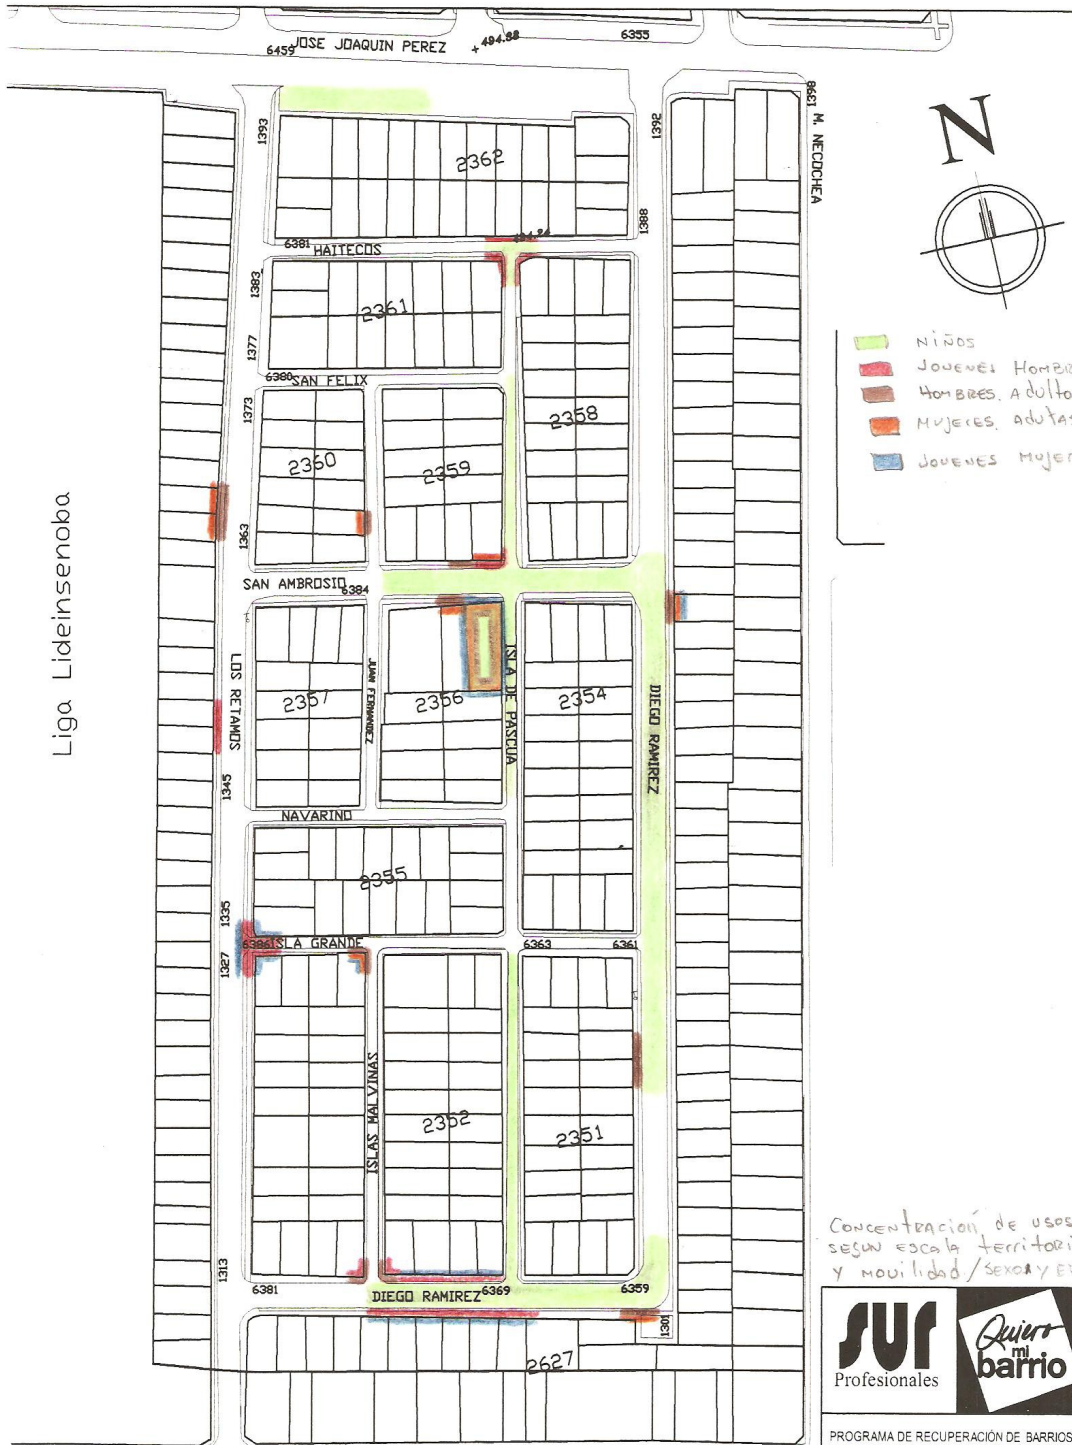 JOSE JOAQUIN PEREZ
6459
+ 494.88
6355
1393
1392
1398
M. NECOCHEA
N
2362
1388
6381
HAITECOS
494.24
1383
2361
1377
6380
SAN FELIX
1373
2358
2360
2359
1363
SAN AMBROSIO
6384
NIÑOS
JOVENES HOMBR
HOMBRES. Adulto
MUJERES. AduTAS
JOVENES MUJER
Liga Lideinsenoba
LOS RETAMOS
JUAN FERNANDEZ
ISLA DE PASCUA
DIEGO RAMIREZ
2357
2356
2354
1345
NAVARINO
2355
1335
6386
ISLA GRANDE
6363
6361
1327
ISLAS MALVINAS
2352
2351
1313
6381
DIEGO RAMIREZ
6369
6359
1301
2627
CONCENTRACIÓN DE USOS
SEGUN ESCALA TERRITORI
Y MOVILIDAD/SEXO Y E
SUR
Profesionales
Quiero
mi
barrio
PROGRAMA DE RECUPERACIÓN DE BARRIOS